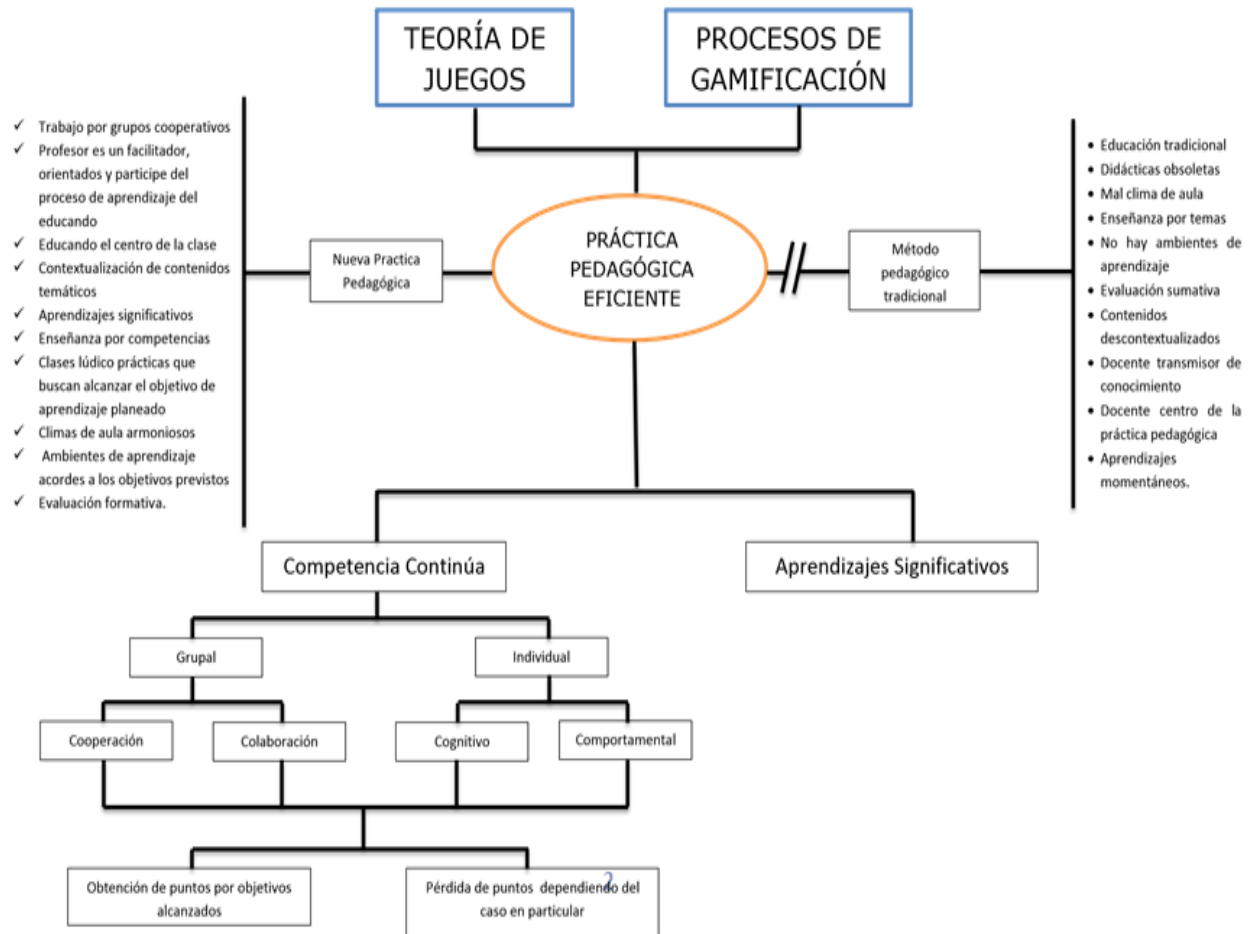 TEORÍA DE
JUEGOS
PROCESOS DE
GAMIFICACIÓN
✓ Trabajo por grupos cooperativos
✓ Profesor es un facilitador,
orientados y participe del
proceso de aprendizaje del
educando
✓ Educando el centro de la clase
✓ Contextualización de contenidos
temáticos
✓ Aprendizajes significativos
✓ Enseñanza por competencias
✓ Clases lúdico prácticas que
buscan alcanzar el objetivo de
aprendizaje planeado
✓ Climas de aula armoniosos
✓ Ambientes de aprendizaje
acordes a los objetivos previstos
✓ Evaluación formativa.
Nueva Practica
Pedagógica
PRÁCTICA
PEDAGÓGICA
EFICIENTE
Método
pedagógico
tradicional
• Educación tradicional
• Didácticas obsoletas
• Mal clima de aula
• Enseñanza por temas
• No hay ambientes de
aprendizaje
• Evaluación sumativa
• Contenidos
descontextualizados
• Docente transmisor de
conocimiento
• Docente centro de la
práctica pedagógica
• Aprendizajes
momentáneos.
Competencia Continúa
Aprendizajes Significativos
Grupal
Individual
Cooperación
Colaboración
Cognitivo
Comportamental
Obtención de puntos por objetivos
alcanzados
2
Pérdida de puntos dependiendo del
caso en particular